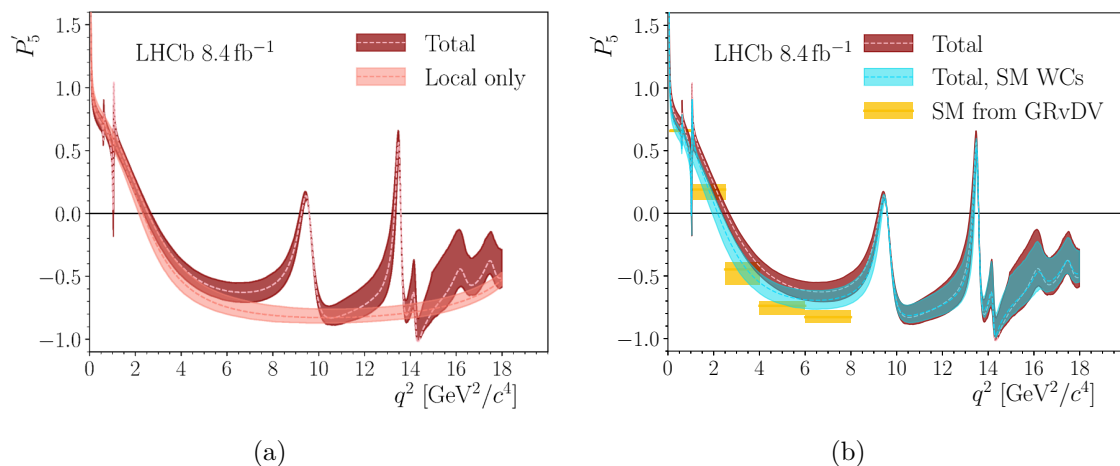 P′5
1.5
1.0
0.5
0.0
−0.5
−1.0
LHCb 8.4 fb⁻¹
Total
Local only
0 2 4 6 8 10 12 14 16 18
q² [GeV²/c⁴]
(a)
P′5
1.5
1.0
0.5
0.0
−0.5
−1.0
LHCb 8.4 fb⁻¹
Total
Total, SM WCs
SM from GRvDV
0 2 4 6 8 10 12 14 16 18
q² [GeV²/c⁴]
(b)